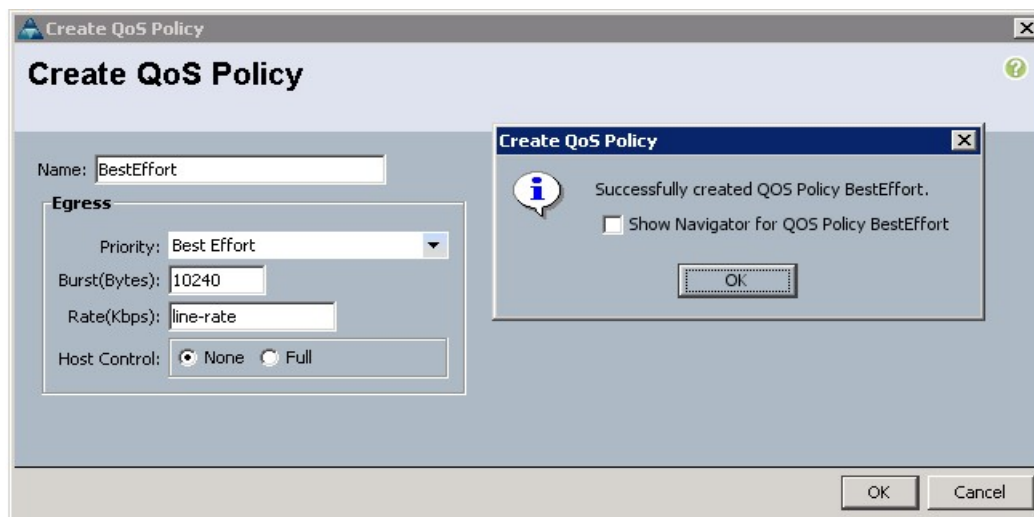 Create QoS Policy
Create QoS Policy
Name: BestEffort
Egress
Priority: Best Effort
Burst(Bytes): 10240
Rate(Kbps): line-rate
Host Control: None Full
Create QoS Policy
Successfully created QOS Policy BestEffort.
Show Navigator for QOS Policy BestEffort
OK
OK Cancel